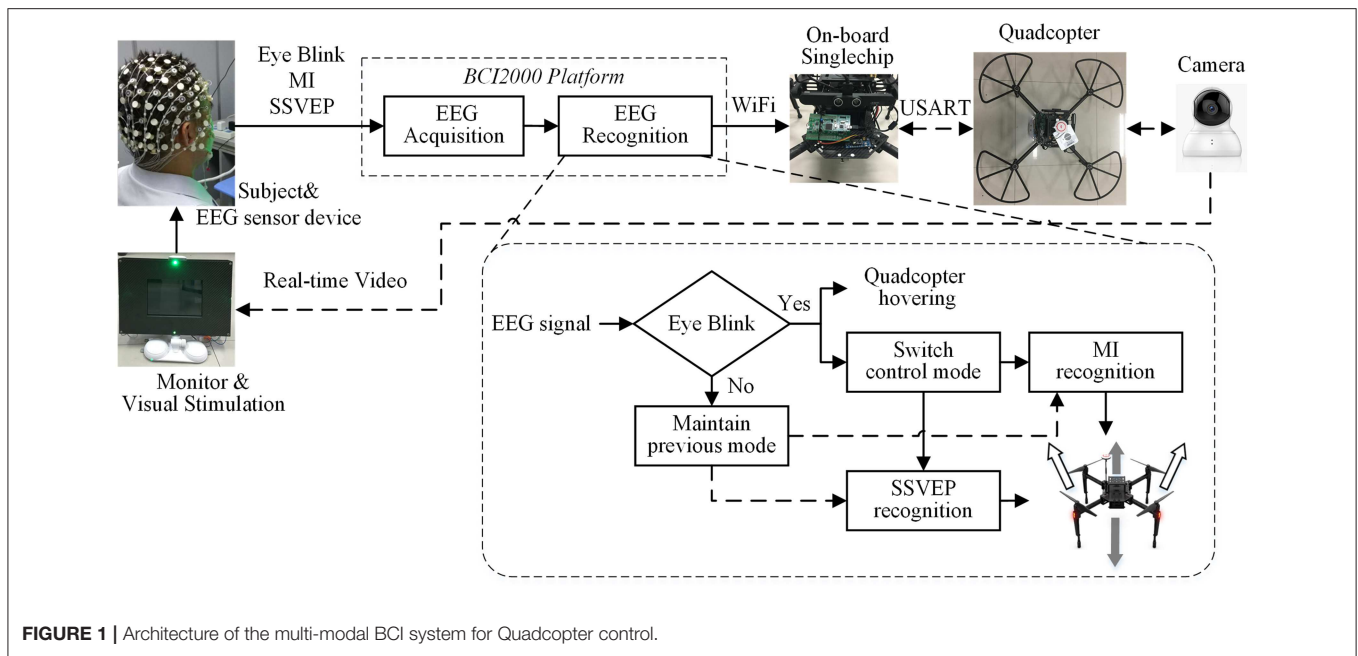 Eye Blink
MI
SSVEP
BCI2000 Platform
EEG
Acquisition
EEG
Recognition
WiFi
On-board
Singlechip
USART
Quadcopter
Camera
Subject&
EEG sensor device
Real-time Video
Monitor &
Visual Stimulation
EEG signal
Eye Blink
Yes
No
Quadcopter
hovering
Switch
control mode
MI
recognition
Maintain
previous mode
SSVEP
recognition
FIGURE 1 | Architecture of the multi-modal BCI system for Quadcopter control.